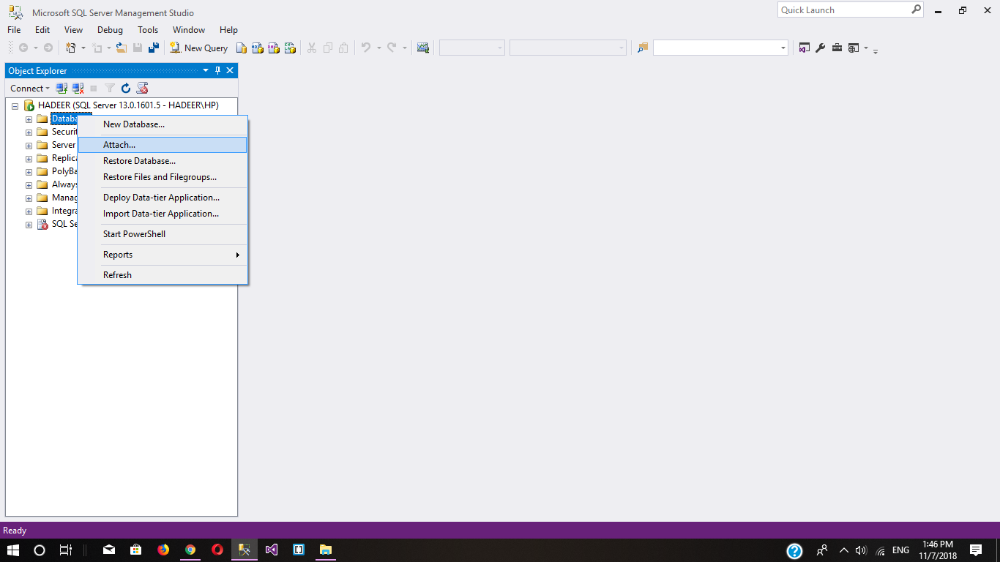 Microsoft SQL Server Management Studio
Quick Launch
File Edit View Debug Tools Window Help
New Query
Object Explorer
Connect
HADEER (SQL Server 13.0.1601.5 - HADEER\HP)
Databa
Securit
Server
Replica
PolyBa
Always
Manag
Integra
SQL Se
New Database...
Attach...
Restore Database...
Restore Files and Filegroups...
Deploy Data-tier Application...
Import Data-tier Application...
Start PowerShell
Reports
Refresh
Ready
ENG
1:46 PM
11/7/2018